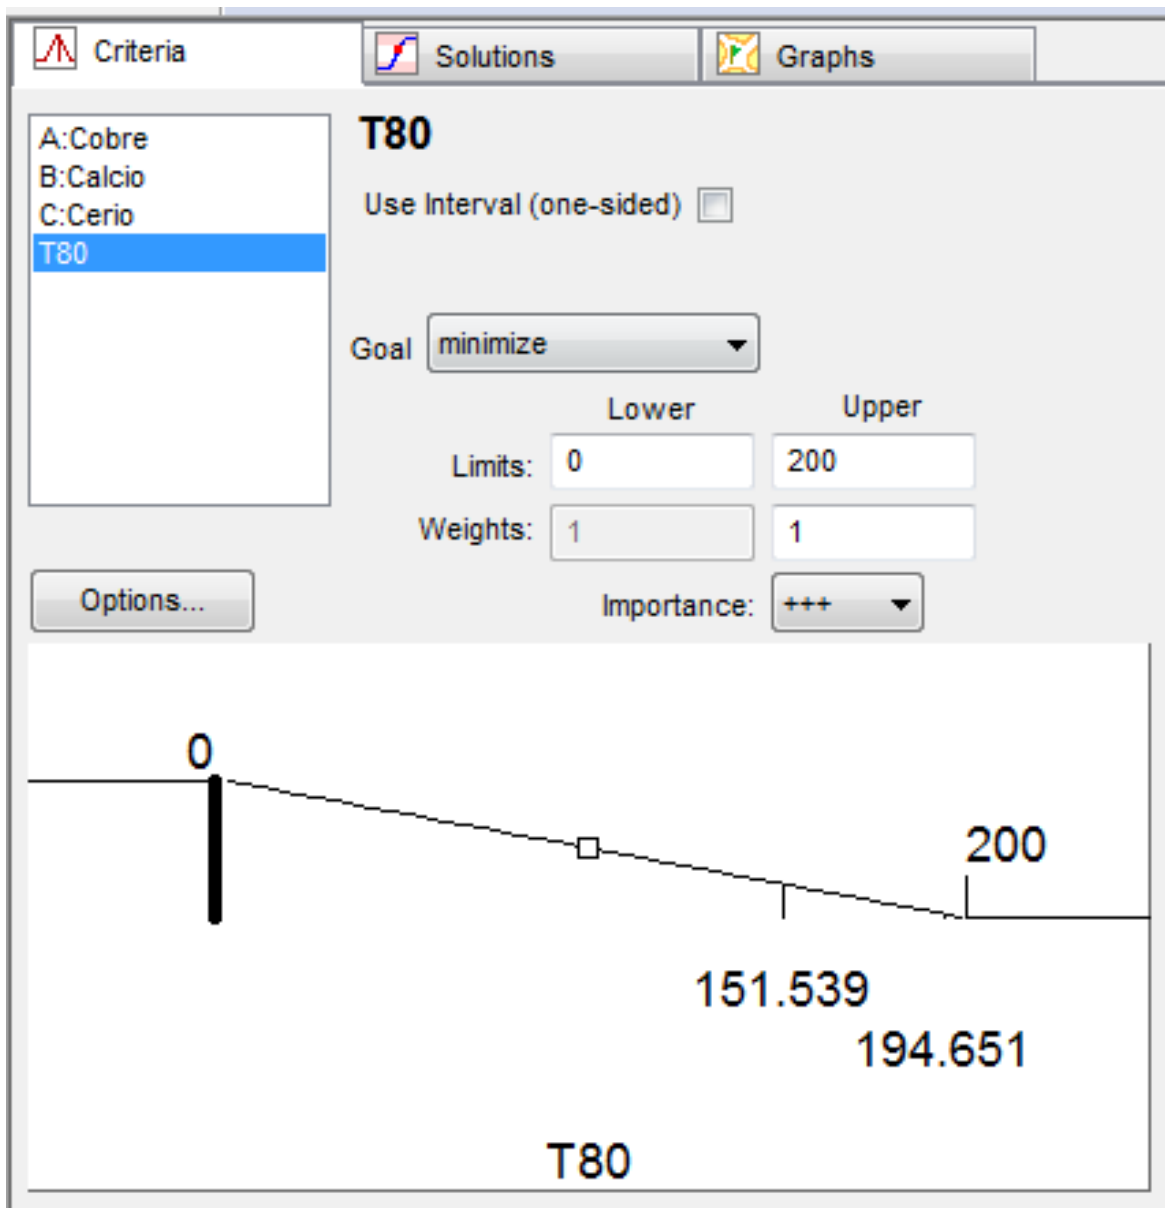 Criteria Solutions Graphs
A:Cobre
B:Calcio
C:Cerio
T80
T80
Use Interval (one-sided)
Goal minimize
Lower Upper
Limits: 0 200
Weights: 1 1
Options...
Importance: +++
0
200
151.539
194.651
T80